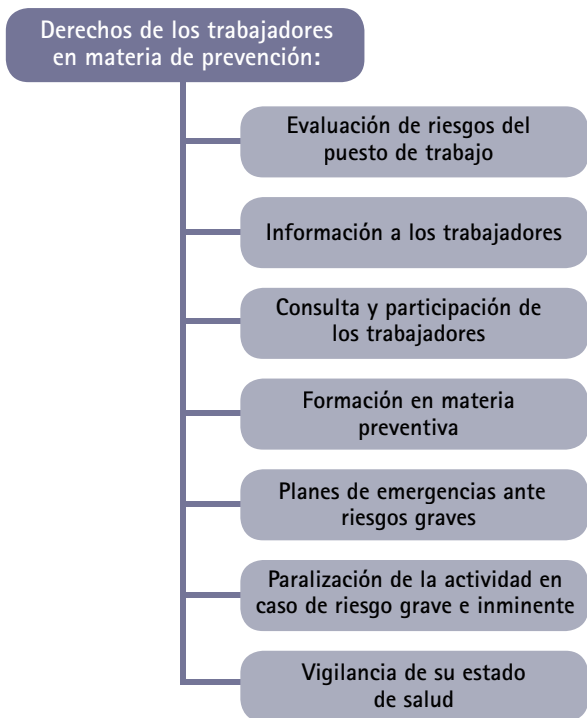 Derechos de los trabajadores
en materia de prevención:
Evaluación de riesgos del
puesto de trabajo
Información a los trabajadores
Consulta y participación de
los trabajadores
Formación en materia
preventiva
Planes de emergencias ante
riesgos graves
Paralización de la actividad en
caso de riesgo grave e inminente
Vigilancia de su estado
de salud